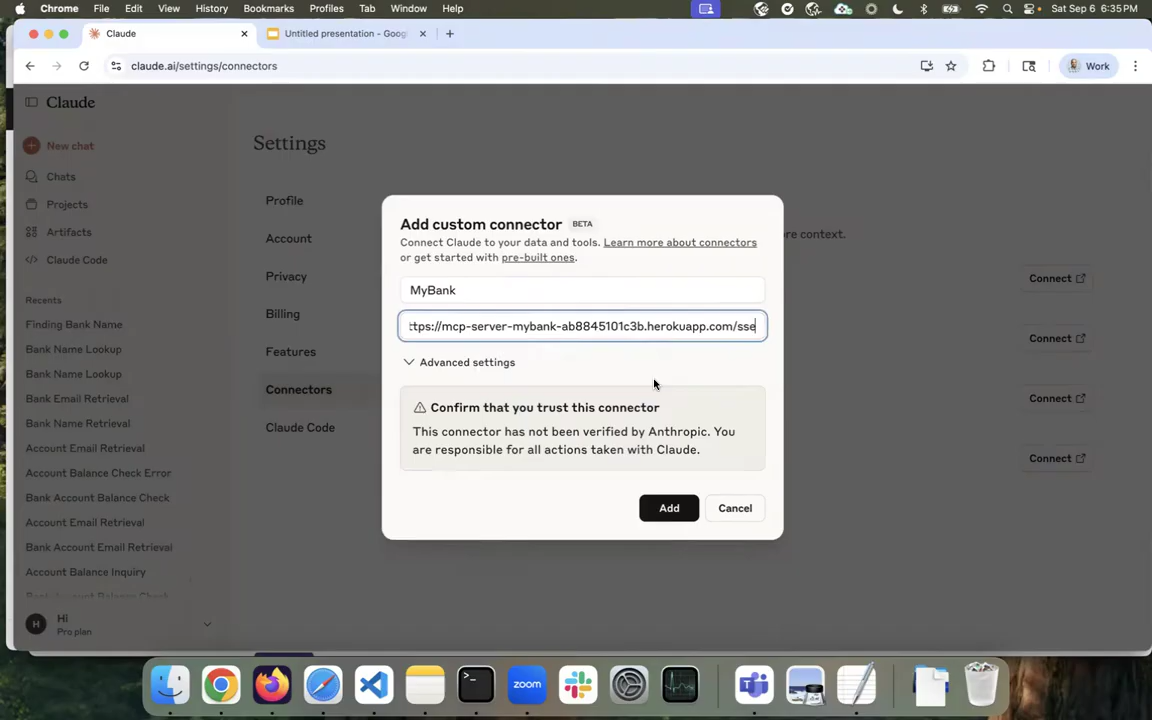 Chrome File Edit View History Bookmarks Profiles Tab Window Help Sat Sep 6 6:35 PM
Claude Untitled presentation - Goog
claude.ai/settings/connectors Work
Claude
New chat
Chats
Projects
Artifacts
Claude Code
Recents
Finding Bank Name
Bank Name Lookup
Bank Name Lookup
Bank Email Retrieval
Bank Name Retrieval
Account Email Retrieval
Account Balance Check Error
Bank Account Balance Check
Account Email Retrieval
Bank Account Email Retrieval
Account Balance Inquiry
Bank Account Balance Check
H Hi
Pro plan
Settings
Profile
Account
Privacy
Billing
Features
Connectors
Claude Code
ore context.
Connect
Connect
Connect
Connect
Add custom connector BETA
Connect Claude to your data and tools. Learn more about connectors
or get started with pre-built ones.
MyBank
ttps://mcp-server-mybank-ab8845101c3b.herokuapp.com/sse
Advanced settings
Confirm that you trust this connector
This connector has not been verified by Anthropic. You
are responsible for all actions taken with Claude.
Add Cancel
zoom